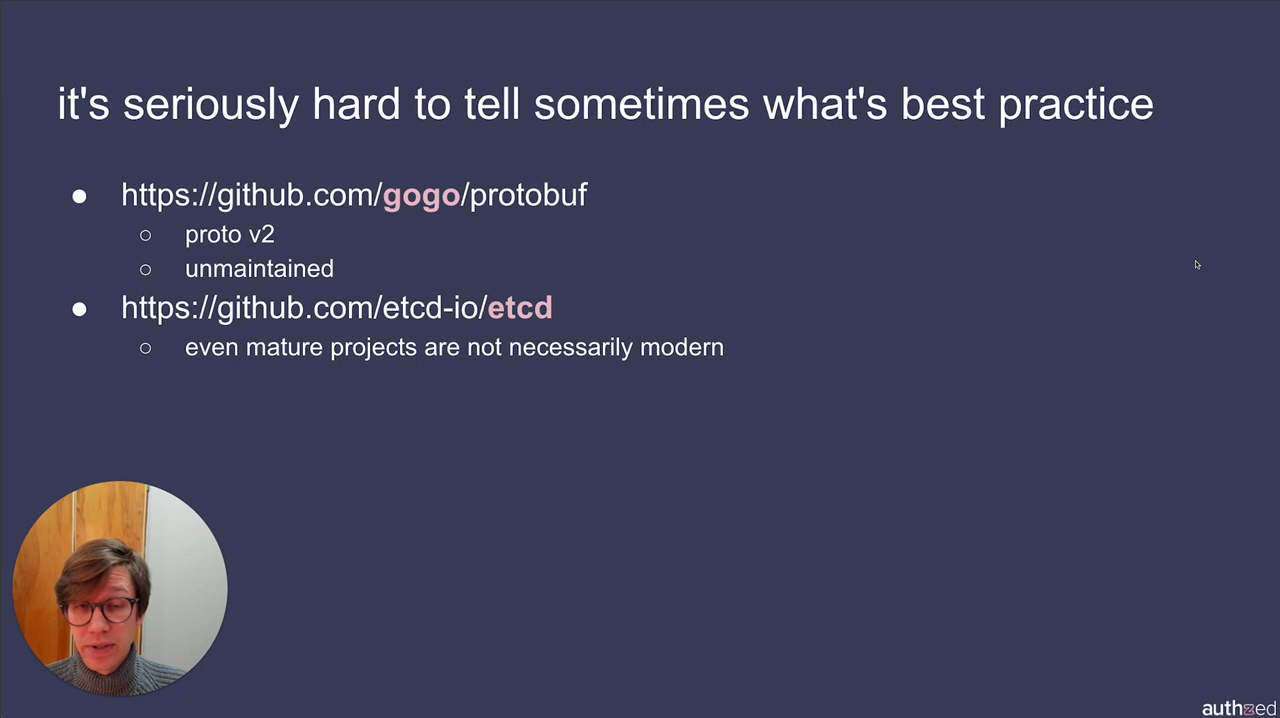 it's seriously hard to tell sometimes what's best practice
● https://github.com/gogo/protobuf
○ proto v2
○ unmaintained
● https://github.com/etcd-io/etcd
○ even mature projects are not necessarily modern
authzed